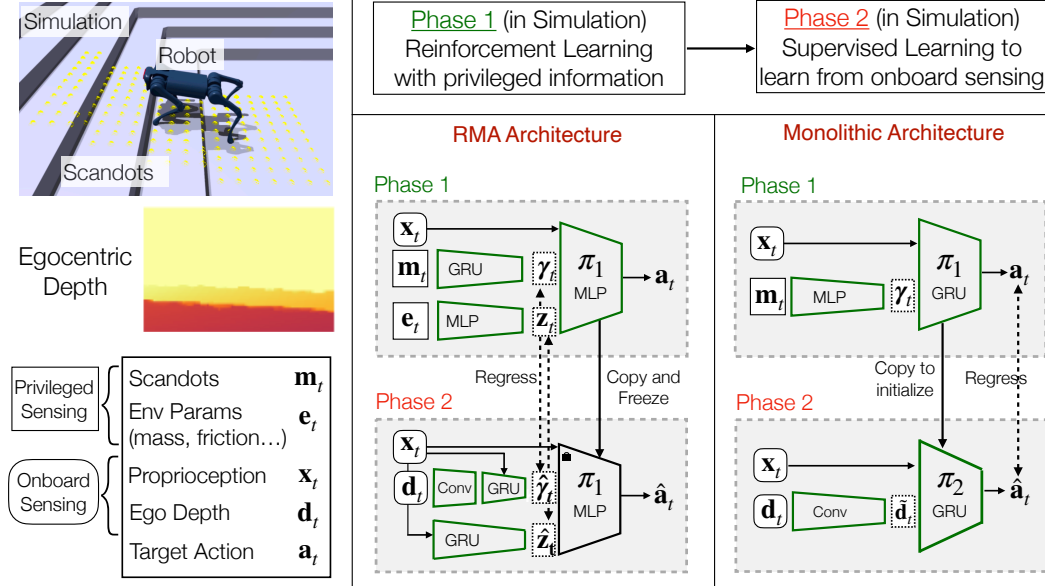 Simulation
Robot
Scandots
Egocentric
Depth
Privileged
Sensing
Onboard
Sensing
Scandots m_t
Env Params e_t
(mass, friction…)
Proprioception x_t
Ego Depth d_t
Target Action a_t
Phase 1 (in Simulation)
Reinforcement Learning
with privileged information
Phase 2 (in Simulation)
Supervised Learning to
learn from onboard sensing
RMA Architecture
Phase 1
x_t
m_t GRU γ_t π_1 a_t
MLP
e_t MLP z_t
Regress
Copy and
Freeze
Phase 2
x_t
d_t Conv GRU γ̂_t π_1 â_t
MLP
GRU ẑ_t
Monolithic Architecture
Phase 1
x_t
π_1 a_t
m_t MLP γ_t GRU
Copy to
initialize
Regress
Phase 2
x_t
π_2 â_t
d_t Conv d̃_t GRU